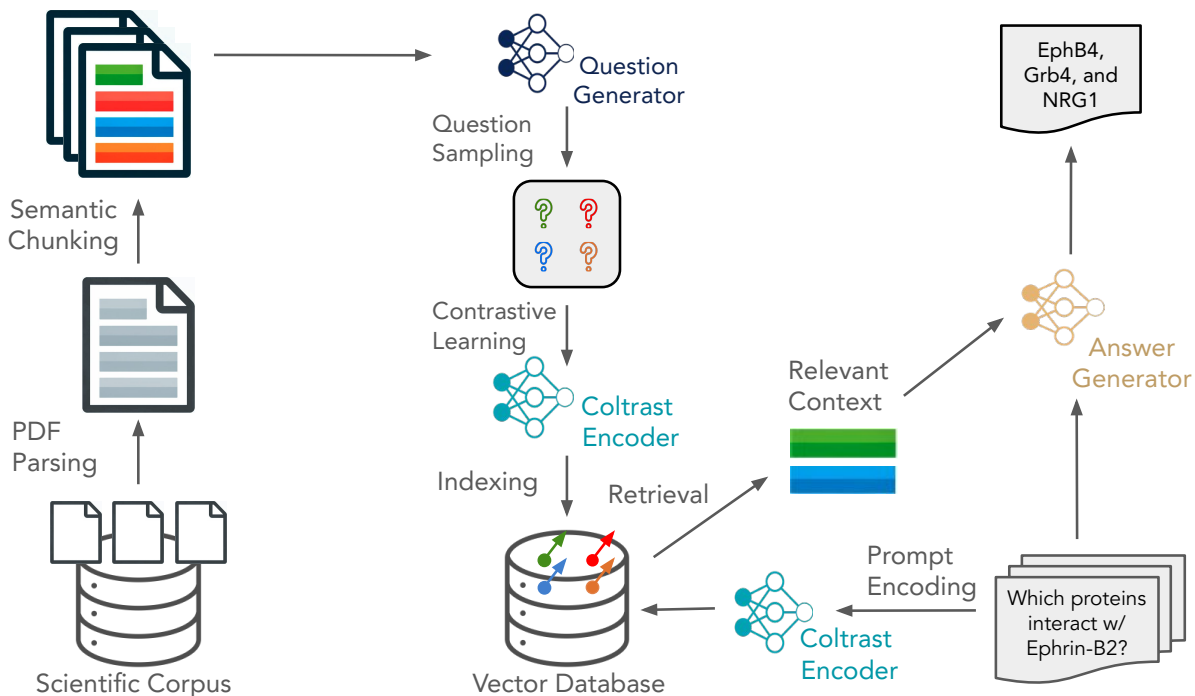 Question
Generator
Question
Sampling
Semantic
Chunking
Contrastive
Learning
PDF
Parsing
Scientific Corpus
Coltrast
Encoder
Indexing
Vector Database
Retrieval
Relevant
Context
Answer
Generator
EphB4,
Grb4, and
NRG1
Prompt
Encoding
Coltrast
Encoder
Which proteins
interact w/
Ephrin-B2?